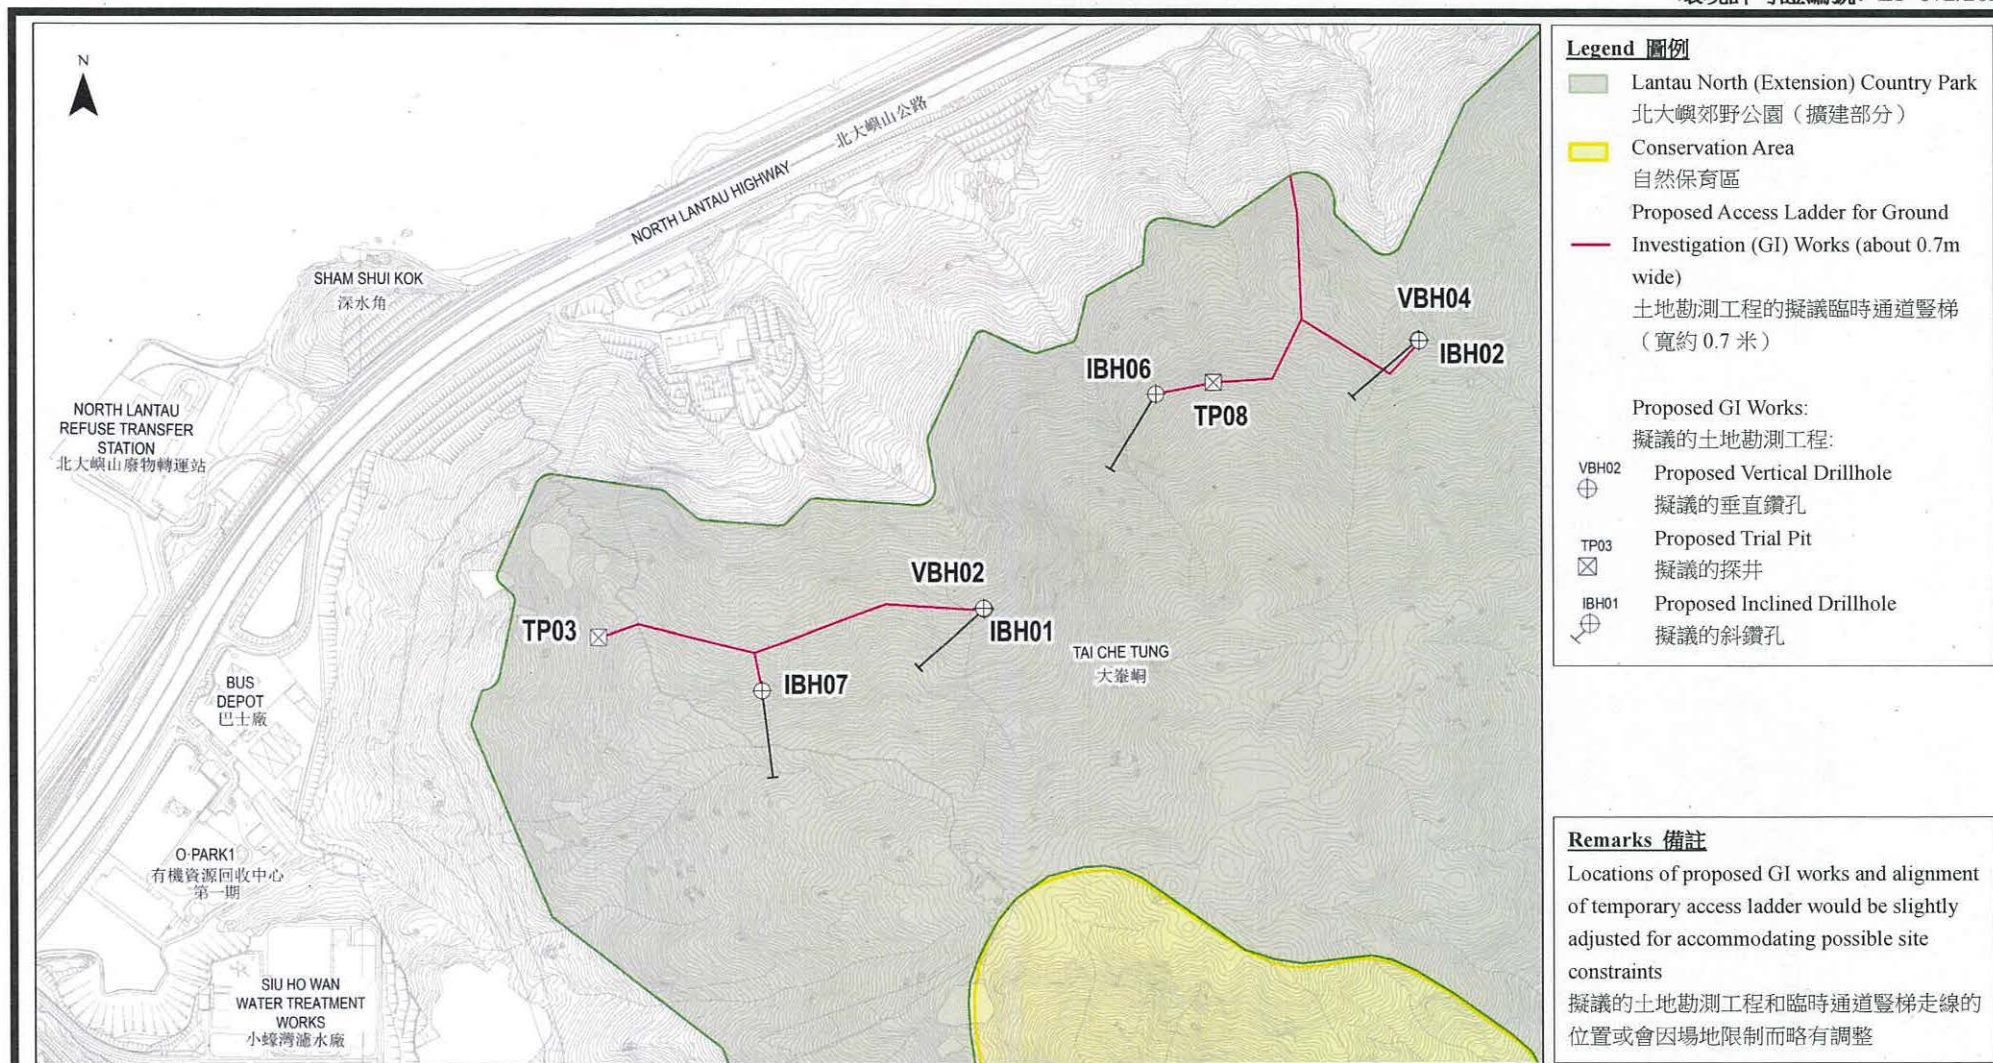 N
北大嶼山公路
NORTH LANTAU HIGHWAY
SHAM SHUI KOK
深水角
NORTH LANTAU
REFUSE TRANSFER
STATION
北大嶼山廢物轉運站
VBH04
IBH02
IBH06
TP08
VBH02
IBH01
TP03
IBH07
TAI CHE TUNG
大輋峒
BUS
DEPOT
巴士廠
O·PARK1
有機資源回收中心
第一期
SIU HO WAN
WATER TREATMENT
WORKS
小蠔灣濾水廠
Legend 圖例
Lantau North (Extension) Country Park
北大嶼郊野公園（擴建部分）
Conservation Area
自然保育區
Proposed Access Ladder for Ground
Investigation (GI) Works (about 0.7m
wide)
土地勘測工程的擬議臨時通道豎梯
（寬約 0.7 米）
Proposed GI Works:
擬議的土地勘測工程:
VBH02
Proposed Vertical Drillhole
擬議的垂直鑽孔
TP03
Proposed Trial Pit
擬議的探井
IBH01
Proposed Inclined Drillhole
擬議的斜鑽孔
Remarks 備註
Locations of proposed GI works and alignment
of temporary access ladder would be slightly
adjusted for accommodating possible site
constraints
擬議的土地勘測工程和臨時通道豎梯走線的
位置或會因場地限制而略有調整